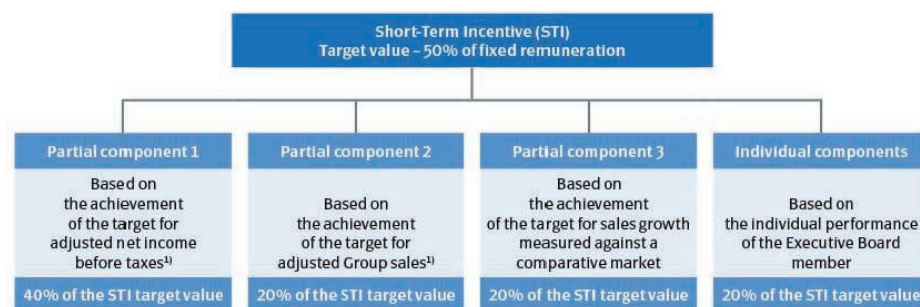 Short-Term Incentive (STI)
Target value ~ 50% of fixed remuneration
Partial component 1
Based on
the achievement
of the target for
adjusted net income
before taxes¹⁾
40% of the STI target value
Partial component 2
Based on
the achievement
of the target for
adjusted Group sales¹⁾
20% of the STI target value
Partial component 3
Based on
the achievement
of the target for sales growth
measured against a
comparative market
20% of the STI target value
Individual components
Based on
the individual performance
of the Executive Board
member
20% of the STI target value